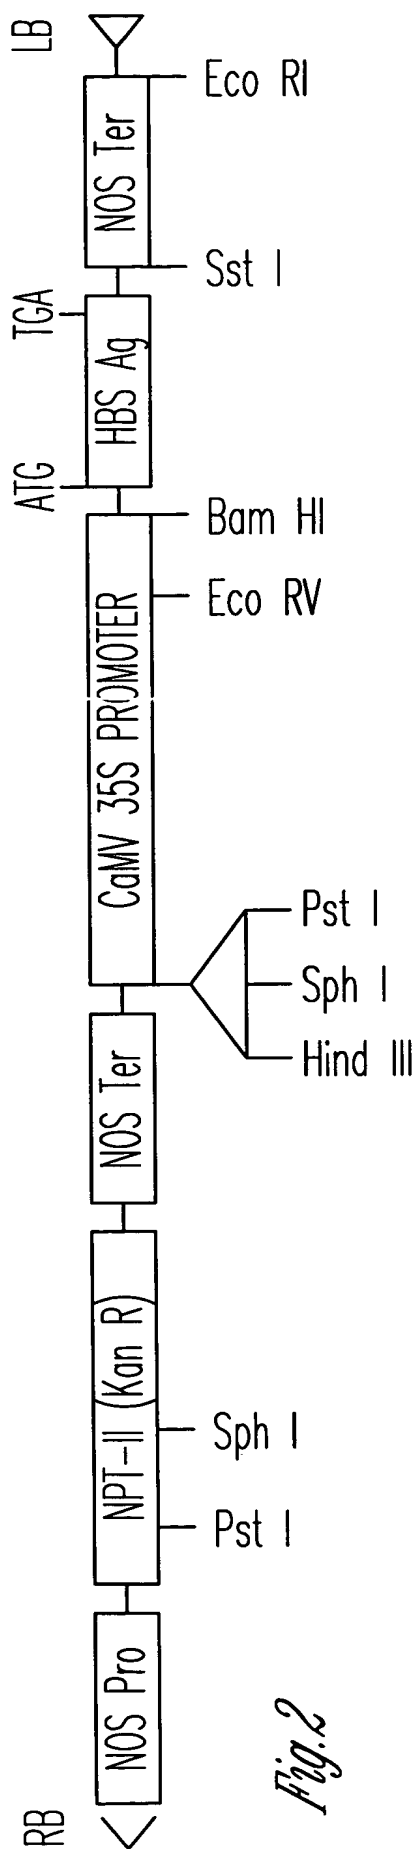 LB
Eco RI
NOS Ter
Sst I
TGA
HBS Ag
ATG
Bam HI
Eco RV
CaMV 35S PROMOTER
Pst I
Sph I
Hind III
NOS Ter
NPT-II (Kan R)
Sph I
Pst I
NOS Pro
RB
Fig.2